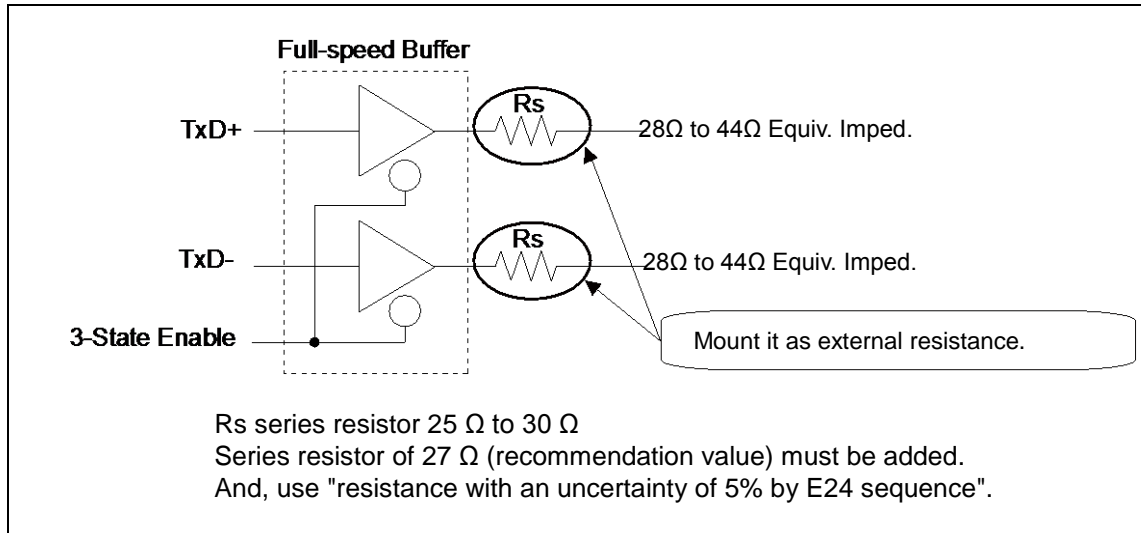 Full-speed Buffer
Rs
TxD+
28Ω to 44Ω Equiv. Imped.
Rs
TxD-
28Ω to 44Ω Equiv. Imped.
3-State Enable
Mount it as external resistance.
Rs series resistor 25 Ω to 30 Ω
Series resistor of 27 Ω (recommendation value) must be added.
And, use "resistance with an uncertainty of 5% by E24 sequence".